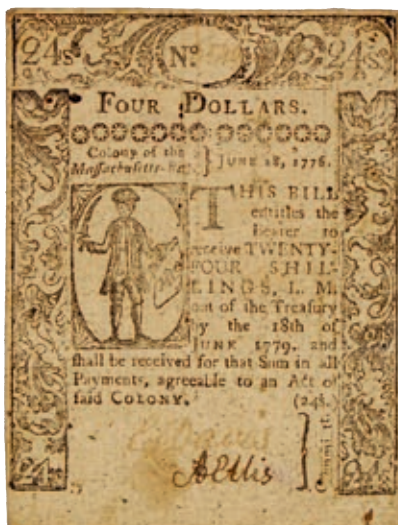 24s Nº 24s
FOUR DOLLARS.
Colony of the
Massachusetts-Bay } JUNE 18, 1776.
THIS BILL
entitles the
Bearer to
receive TWENTY-
FOUR SHIL-
LINGS, L. M.
out of the Treasury
by the 18th of
JUNE 1779. and
shall be received for that Sum in all
Payments, agreeable to an Act of
said COLONY. (24s.
AEllis
24s 24s